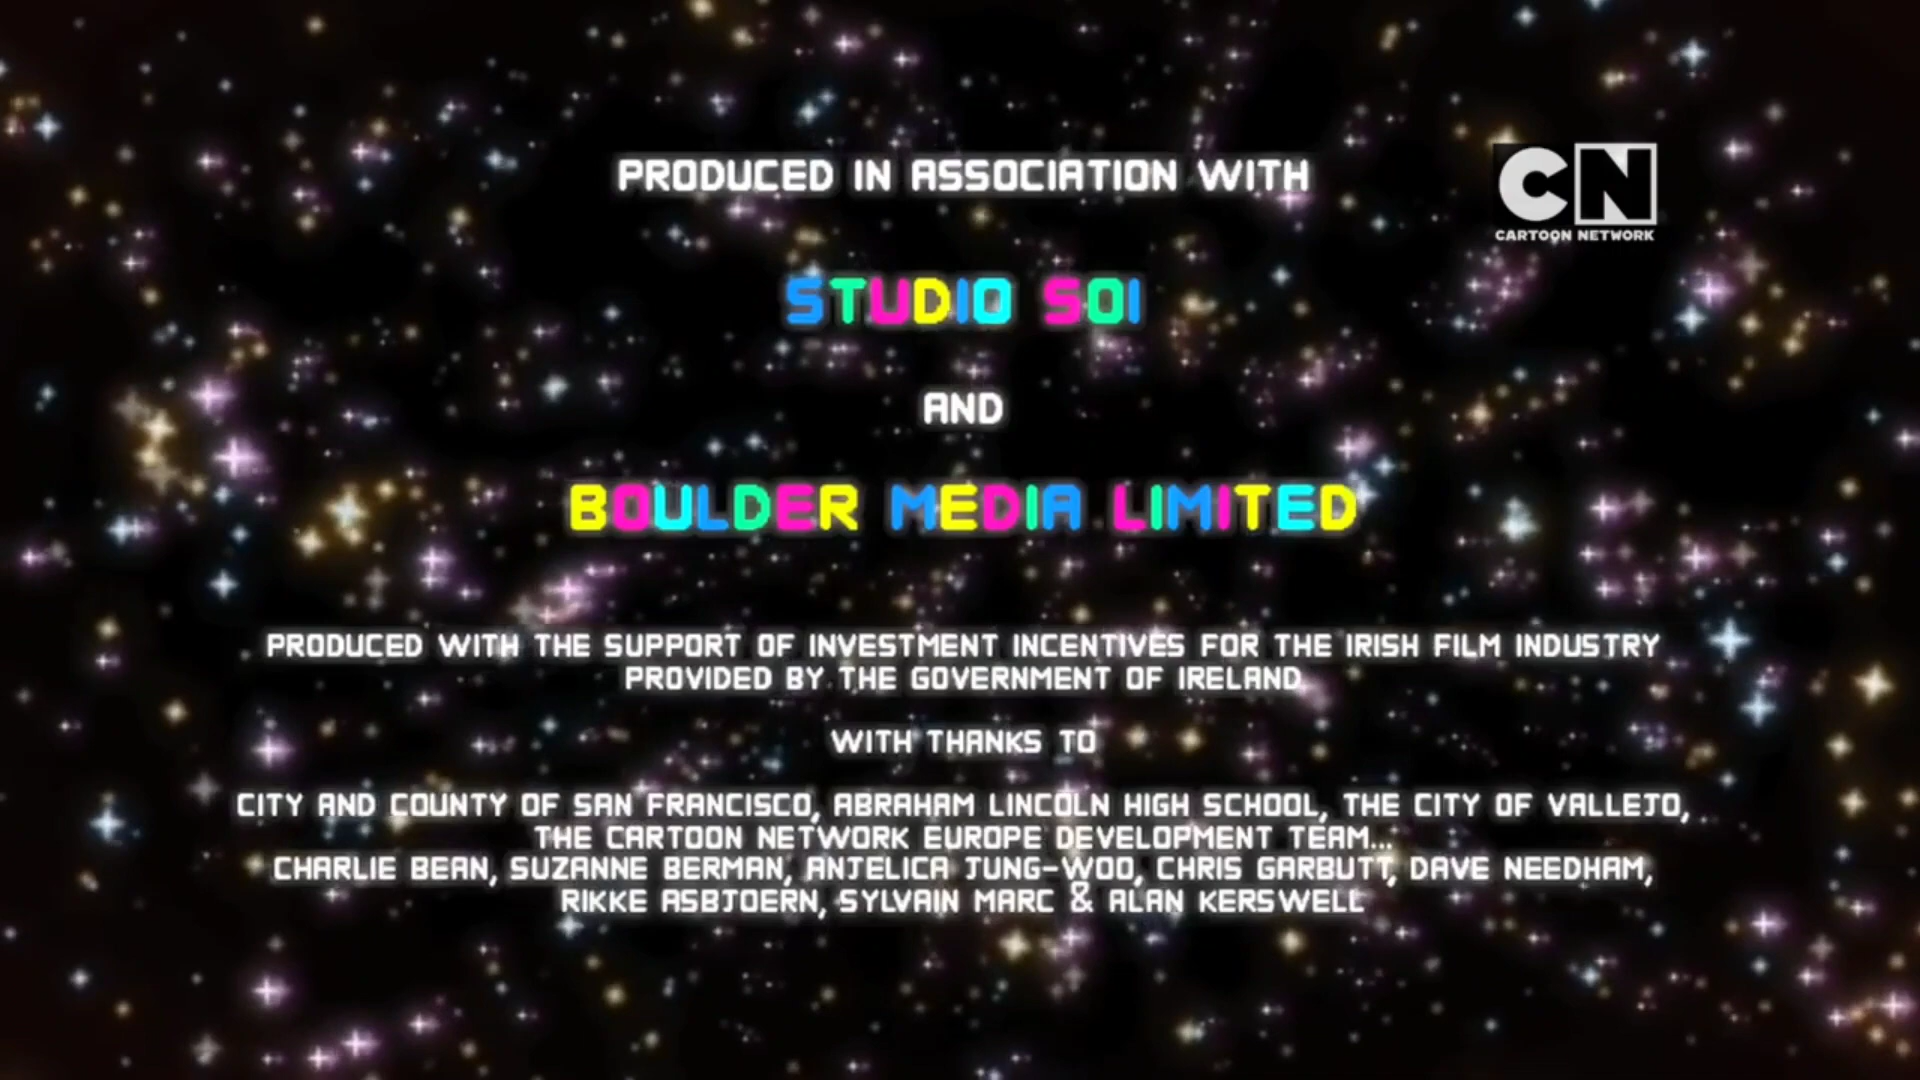 PRODUCED IN ASSOCIATION WITH
CN
CARTOON NETWORK
STUDIO SOI
AND
BOULDER MEDIA LIMITED
PRODUCED WITH THE SUPPORT OF INVESTMENT INCENTIVES FOR THE IRISH FILM INDUSTRY
PROVIDED BY THE GOVERNMENT OF IRELAND
WITH THANKS TO
CITY AND COUNTY OF SAN FRANCISCO, ABRAHAM LINCOLN HIGH SCHOOL, THE CITY OF VALLEJO,
THE CARTOON NETWORK EUROPE DEVELOPMENT TEAM...
CHARLIE BEAN, SUZANNE BERMAN, ANJELICA JUNG-WOO, CHRIS GARBUTT, DAVE NEEDHAM,
RIKKE ASBJOERN, SYLVAIN MARC & ALAN KERSWELL